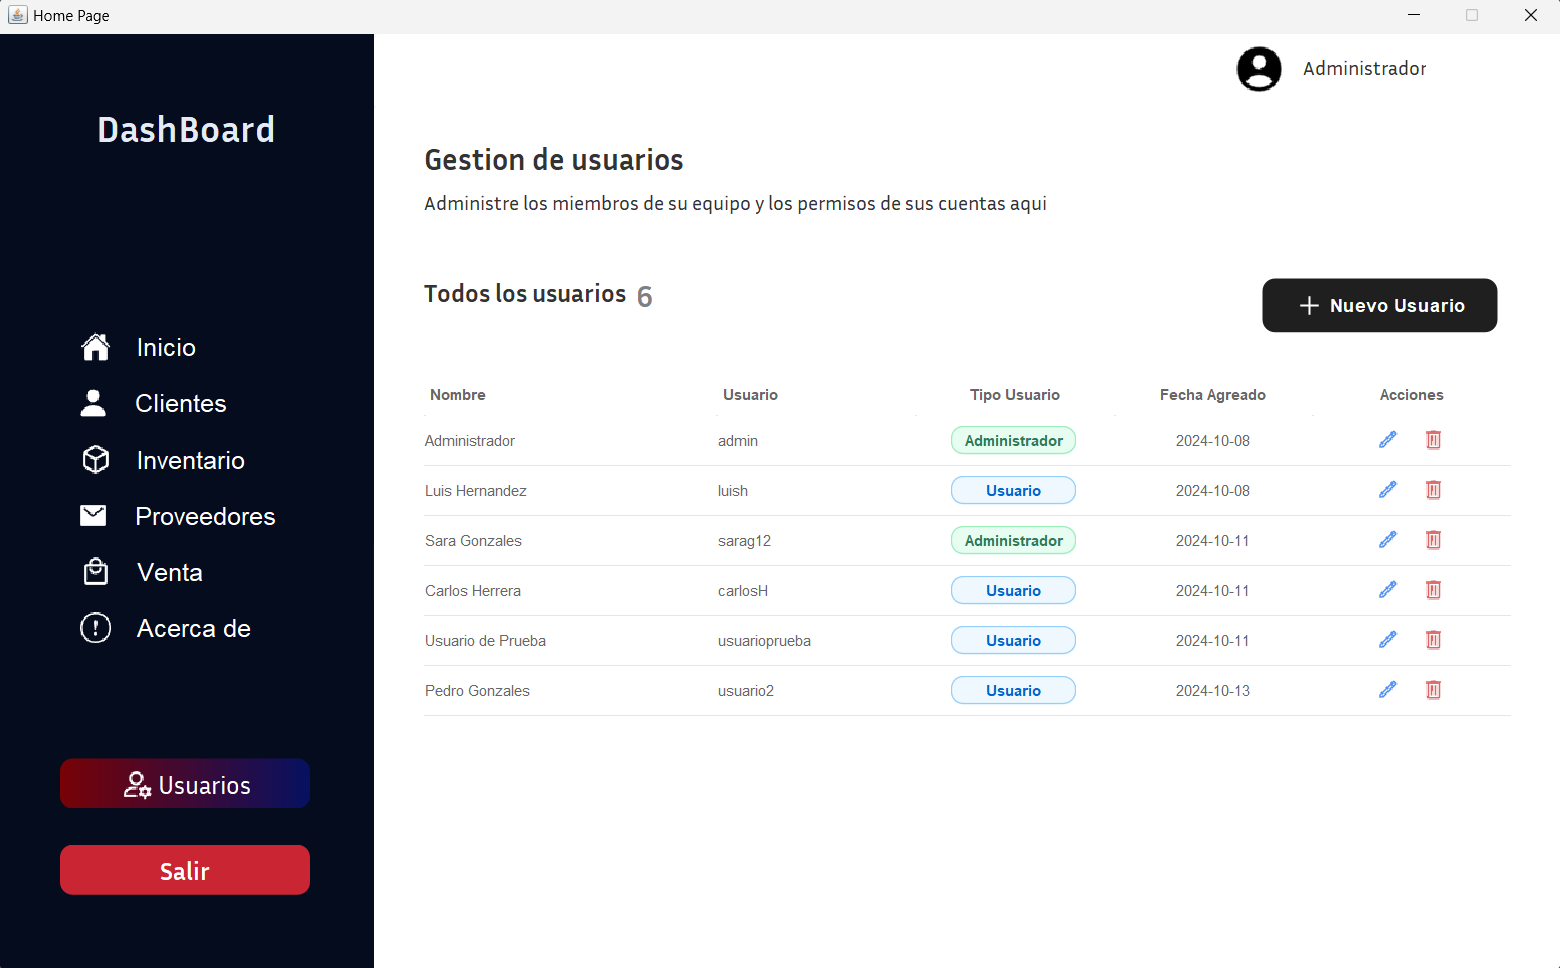 Home Page
DashBoard
Inicio
Clientes
Inventario
Proveedores
Venta
Acerca de
Usuarios
Salir
Administrador
Gestion de usuarios
Administre los miembros de su equipo y los permisos de sus cuentas aqui
Todos los usuarios 6
Nuevo Usuario
Nombre Usuario Tipo Usuario Fecha Agreado Acciones
Administrador admin Administrador 2024-10-08
Luis Hernandez luish Usuario 2024-10-08
Sara Gonzales sarag12 Administrador 2024-10-11
Carlos Herrera carlosH Usuario 2024-10-11
Usuario de Prueba usuarioprueba Usuario 2024-10-11
Pedro Gonzales usuario2 Usuario 2024-10-13